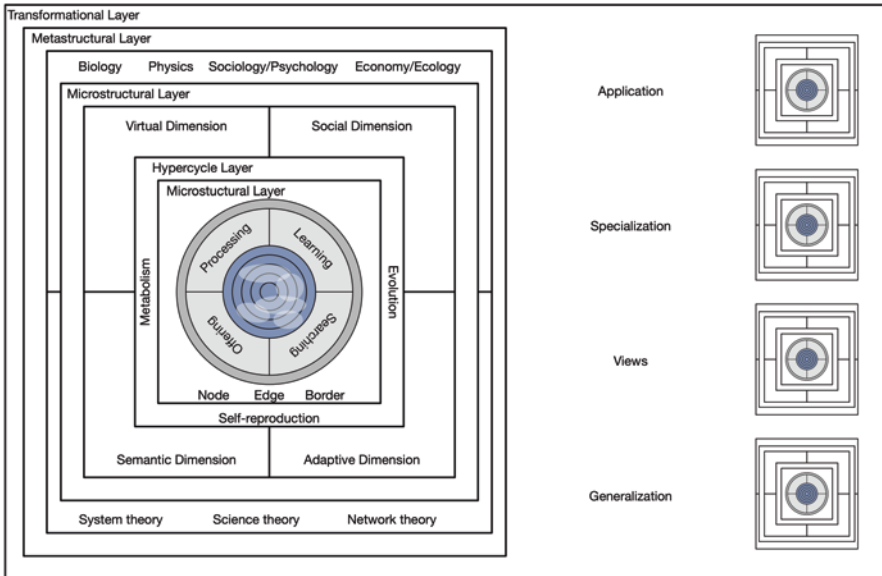 Transformational Layer
Metastructural Layer
Biology Physics Sociology/Psychology Economy/Ecology
Microstructural Layer
Virtual Dimension Social Dimension
Hypercycle Layer
Microstuctural Layer
Processing Learning
Metabolism Evolution
Offering Searching
Node Edge Border
Self-reproduction
Semantic Dimension Adaptive Dimension
System theory Science theory Network theory
Application
Specialization
Views
Generalization